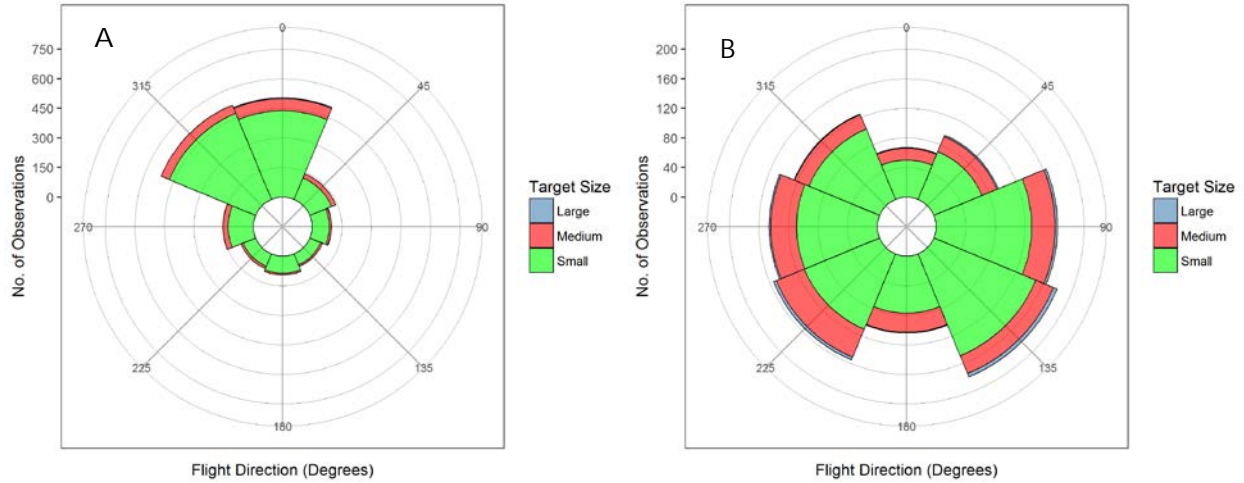 A
0
45
90
135
180
225
270
315
750
600
450
300
150
0
No. of Observations
Flight Direction (Degrees)
Target Size
Large
Medium
Small
B
0
45
90
135
180
225
270
315
200
160
120
80
40
0
No. of Observations
Flight Direction (Degrees)
Target Size
Large
Medium
Small